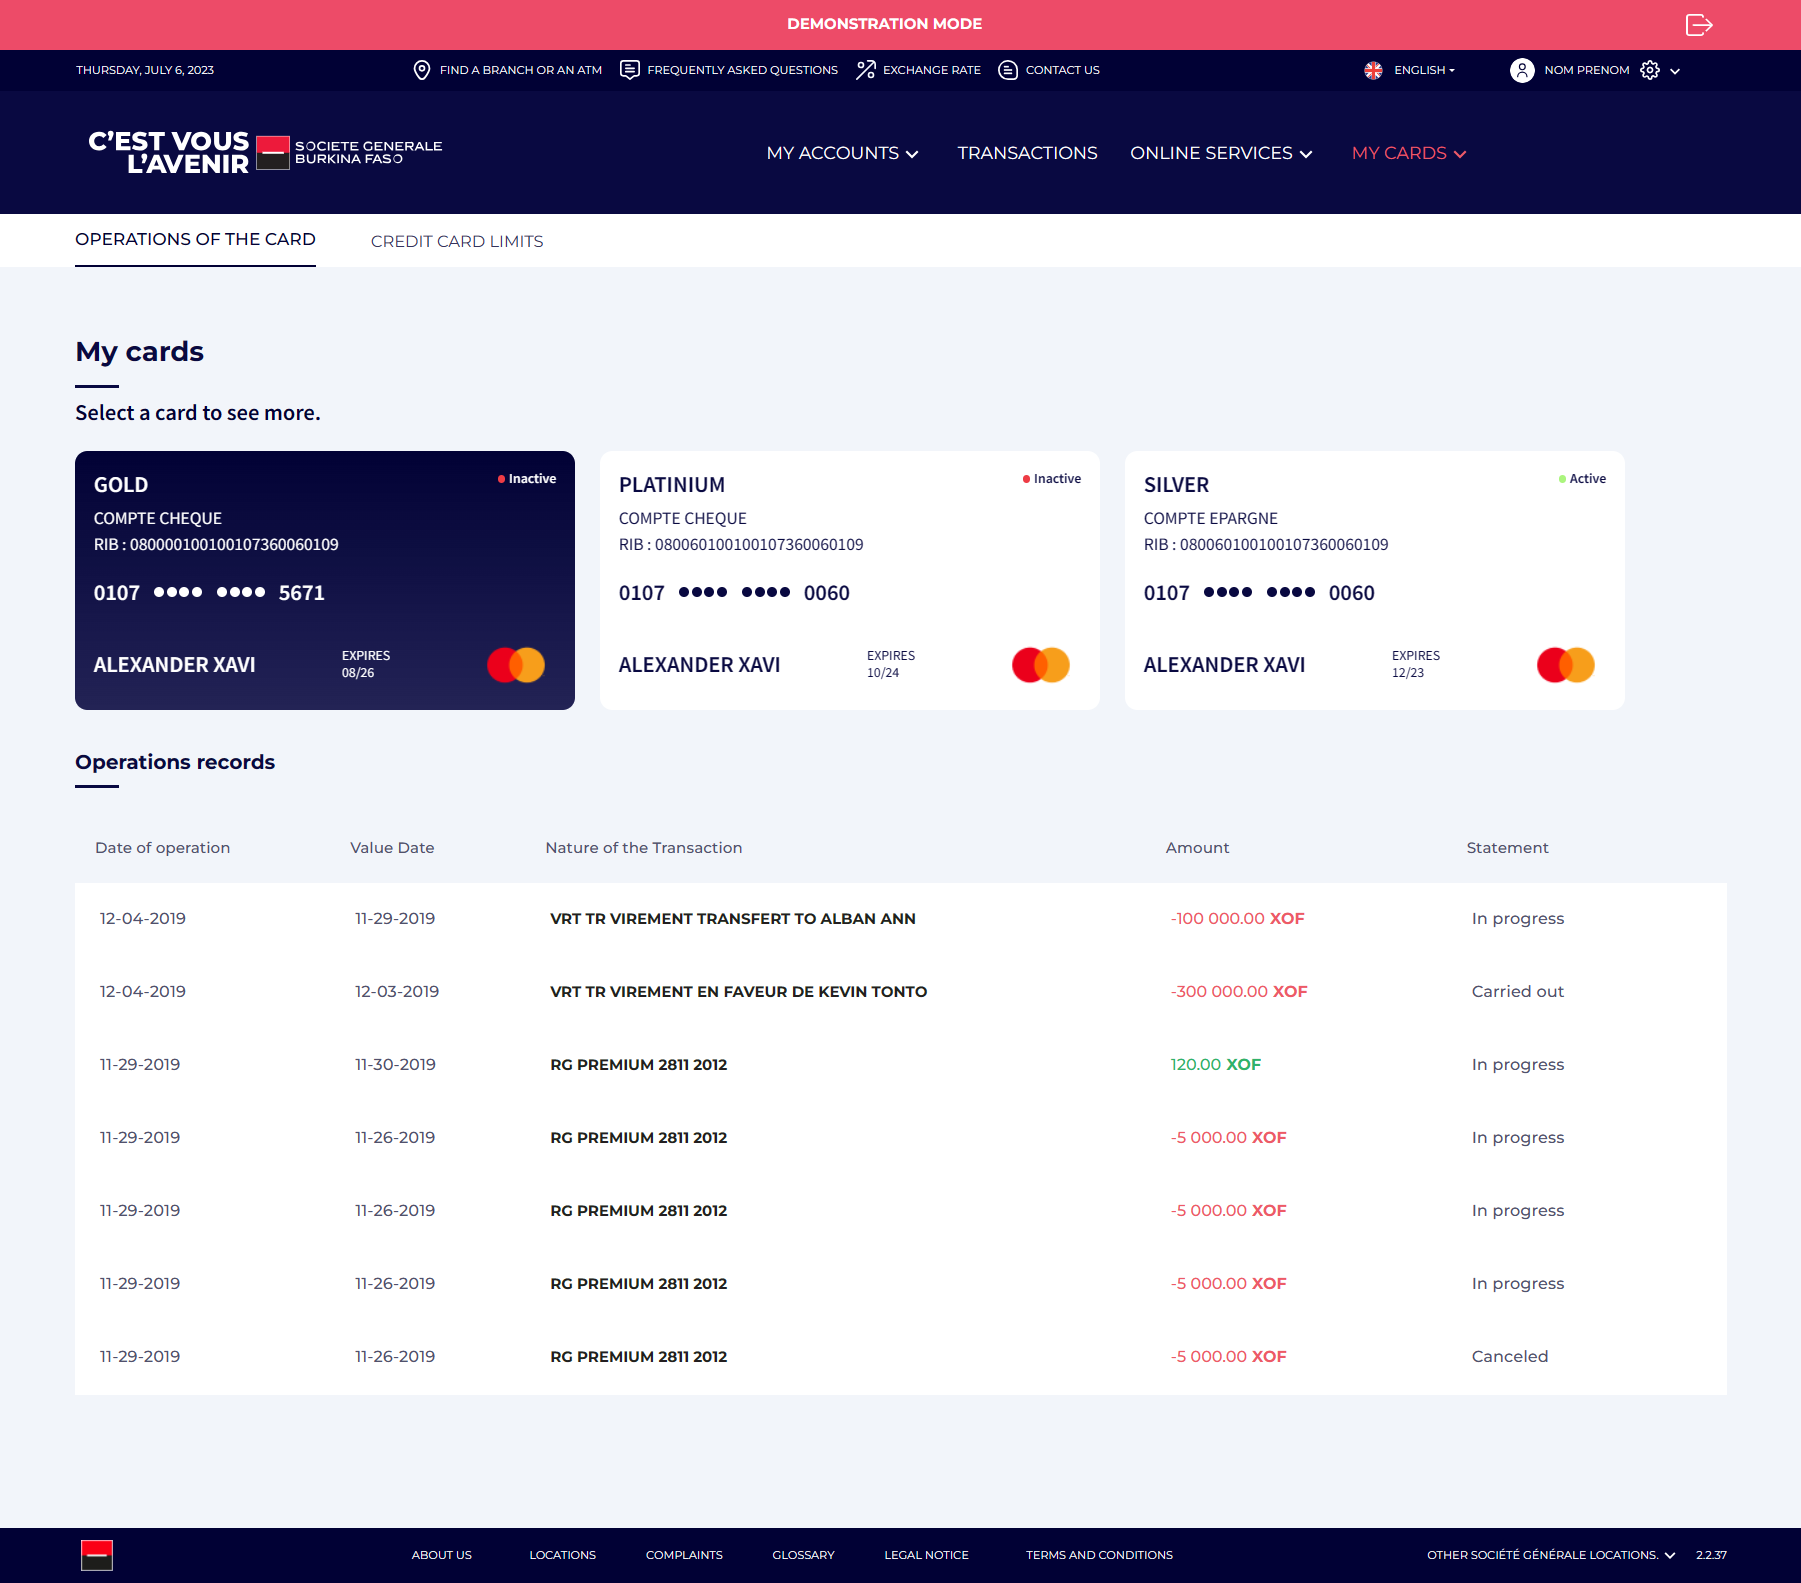 DEMONSTRATION MODE
THURSDAY, JULY 6, 2023 FIND A BRANCH OR AN ATM FREQUENTLY ASKED QUESTIONS EXCHANGE RATE CONTACT US ENGLISH NOM PRENOM
C'EST VOUS L'AVENIR SOCIETE GENERALE BURKINA FASO
MY ACCOUNTS TRANSACTIONS ONLINE SERVICES MY CARDS
OPERATIONS OF THE CARD CREDIT CARD LIMITS
My cards
Select a card to see more.
GOLD Inactive
COMPTE CHEQUE
RIB : 080000100100107360060109
0107 •••• •••• 5671
ALEXANDER XAVI EXPIRES 08/26
PLATINIUM Inactive
COMPTE CHEQUE
RIB : 080060100100107360060109
0107 •••• •••• 0060
ALEXANDER XAVI EXPIRES 10/24
SILVER Active
COMPTE EPARGNE
RIB : 080060100100107360060109
0107 •••• •••• 0060
ALEXANDER XAVI EXPIRES 12/23
Operations records
Date of operation Value Date Nature of the Transaction Amount Statement
12-04-2019 11-29-2019 VRT TR VIREMENT TRANSFERT TO ALBAN ANN -100 000.00 XOF In progress
12-04-2019 12-03-2019 VRT TR VIREMENT EN FAVEUR DE KEVIN TONTO -300 000.00 XOF Carried out
11-29-2019 11-30-2019 RG PREMIUM 2811 2012 120.00 XOF In progress
11-29-2019 11-26-2019 RG PREMIUM 2811 2012 -5 000.00 XOF In progress
11-29-2019 11-26-2019 RG PREMIUM 2811 2012 -5 000.00 XOF In progress
11-29-2019 11-26-2019 RG PREMIUM 2811 2012 -5 000.00 XOF In progress
11-29-2019 11-26-2019 RG PREMIUM 2811 2012 -5 000.00 XOF Canceled
ABOUT US LOCATIONS COMPLAINTS GLOSSARY LEGAL NOTICE TERMS AND CONDITIONS OTHER SOCIÉTÉ GÉNÉRALE LOCATIONS. 2.2.37